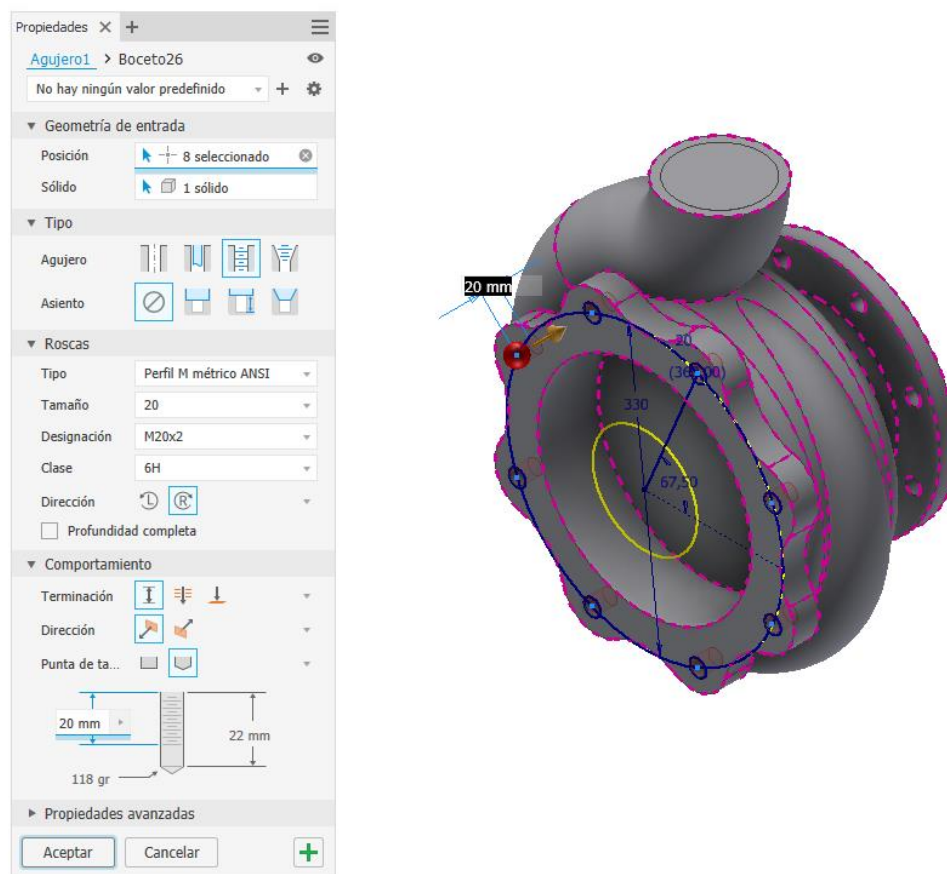 Propiedades
Agujero1 > Boceto26
No hay ningún valor predefinido
Geometría de entrada
Posición 8 seleccionado
Sólido 1 sólido
Tipo
Agujero
Asiento
Roscas
Tipo Perfil M métrico ANSI
Tamaño 20
Designación M20x2
Clase 6H
Dirección L R
Profundidad completa
Comportamiento
Terminación
Dirección
Punta de ta...
20 mm
22 mm
118 gr
Propiedades avanzadas
Aceptar Cancelar
20 mm
20
330
67,50